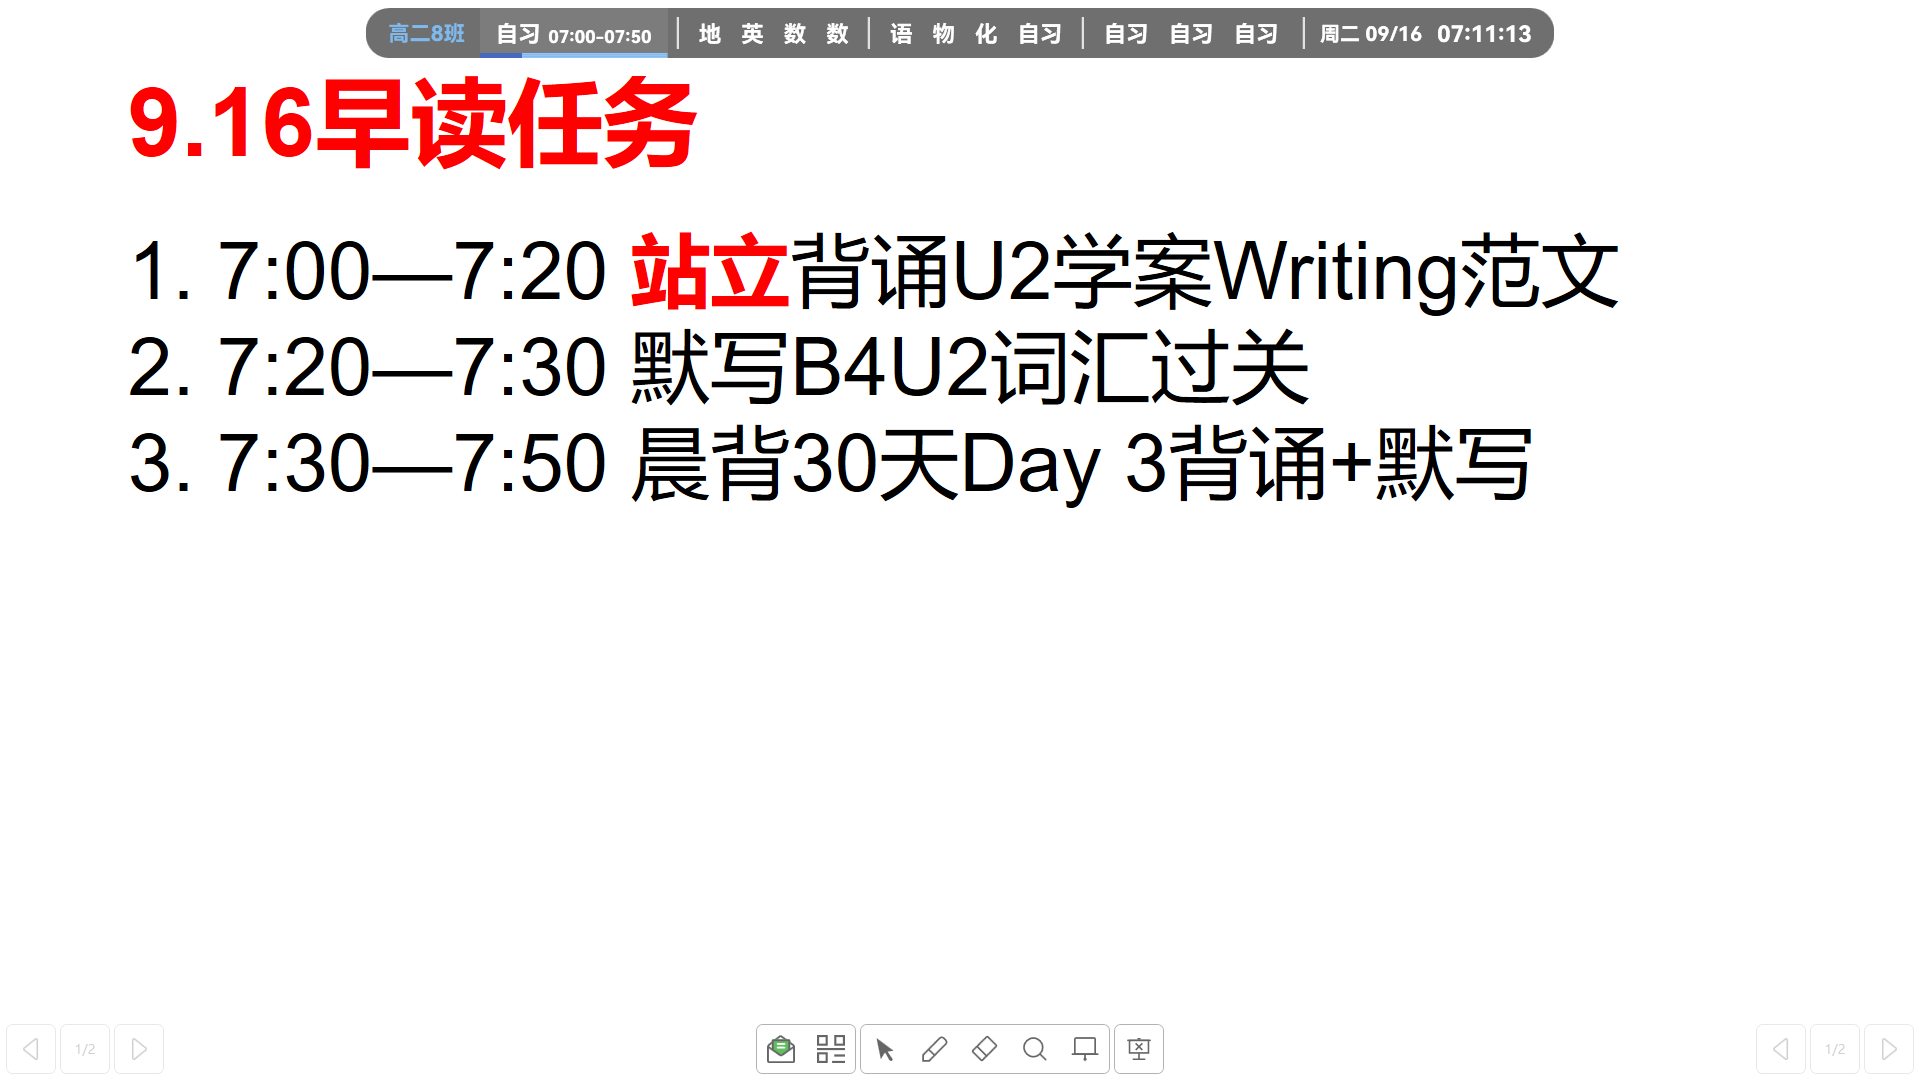 高二8班 自习 07:00-07:50 地 英 数 数 语 物 化 自习 自习 自习 自习 周二 09/16 07:11:13
9.16早读任务
1. 7:00—7:20 站立背诵U2学案Writing范文
2. 7:20—7:30 默写B4U2词汇过关
3. 7:30—7:50 晨背30天Day 3背诵+默写
1/2 1/2